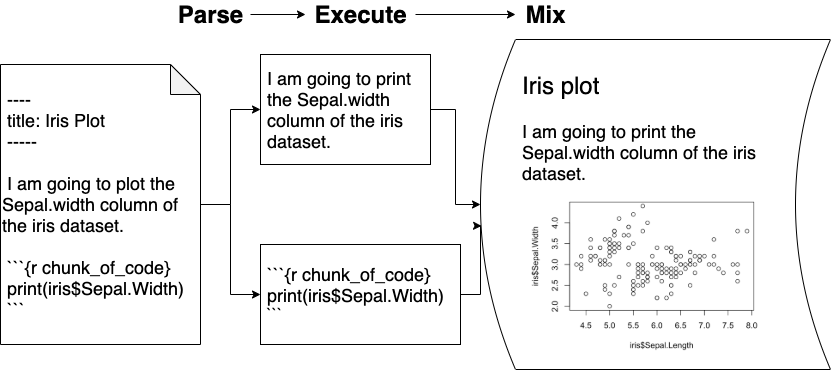 Parse Execute Mix
----
title: Iris Plot
-----
I am going to plot the
Sepal.width column of
the iris dataset.
```{r chunk_of_code}
print(iris$Sepal.Width)
```
I am going to print
the Sepal.width
column of the iris
dataset.
```{r chunk_of_code}
print(iris$Sepal.Width)
```
Iris plot
I am going to print the
Sepal.width column of the iris
dataset.
iris$Sepal.Width
4.0
3.5
3.0
2.5
2.0
4.5 5.0 5.5 6.0 6.5 7.0 7.5 8.0
iris$Sepal.Length